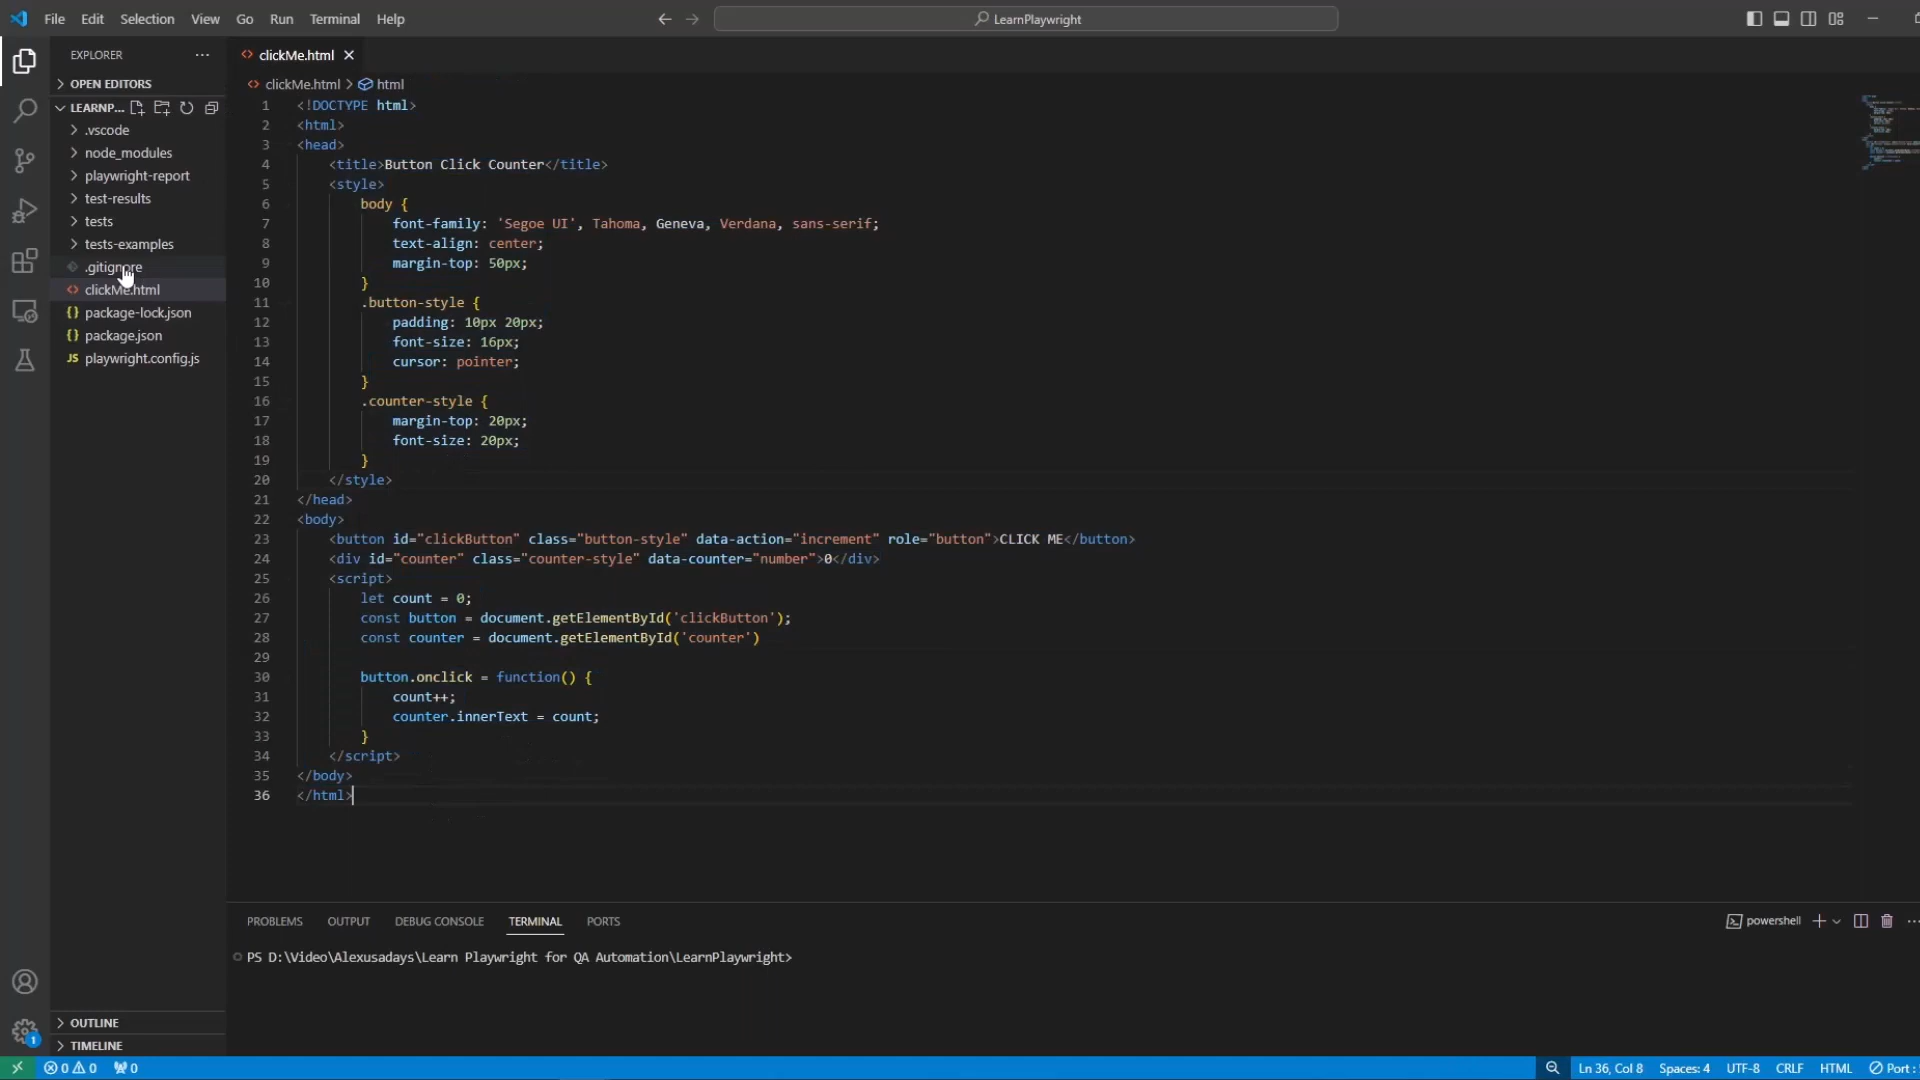 File Edit Selection View Go Run Terminal Help
LearnPlaywright
EXPLORER
OPEN EDITORS
LEARNP...
.vscode
node_modules
playwright-report
test-results
tests
tests-examples
.gitignore
clickMe.html
package-lock.json
package.json
JS playwright.config.js
OUTLINE
TIMELINE
clickMe.html
clickMe.html > html
1 <!DOCTYPE html>
2 <html>
3 <head>
4 <title>Button Click Counter</title>
5 <style>
6 body {
7 font-family: 'Segoe UI', Tahoma, Geneva, Verdana, sans-serif;
8 text-align: center;
9 margin-top: 50px;
10 }
11 .button-style {
12 padding: 10px 20px;
13 font-size: 16px;
14 cursor: pointer;
15 }
16 .counter-style {
17 margin-top: 20px;
18 font-size: 20px;
19 }
20 </style>
21 </head>
22 <body>
23 <button id="clickButton" class="button-style" data-action="increment" role="button">CLICK ME</button>
24 <div id="counter" class="counter-style" data-counter="number">0</div>
25 <script>
26 let count = 0;
27 const button = document.getElementById('clickButton');
28 const counter = document.getElementById('counter')
29
30 button.onclick = function() {
31 count++;
32 counter.innerText = count;
33 }
34 </script>
35 </body>
36 </html>
PROBLEMS OUTPUT DEBUG CONSOLE TERMINAL PORTS
powershell
PS D:\Video\Alexusadays\Learn Playwright for QA Automation\LearnPlaywright>
1
0 0 0
Ln 36, Col 8 Spaces: 4 UTF-8 CRLF HTML Port :